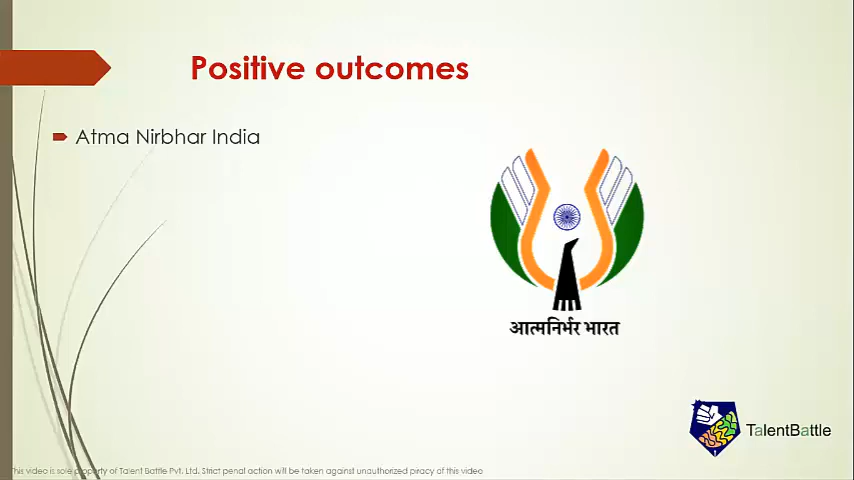 Positive outcomes
Atma Nirbhar India
आत्मनिर्भर भारत
TalentBattle
This video is sole property of Talent Battle Pvt. Ltd. Strict penal action will be taken against unauthorized piracy of this video